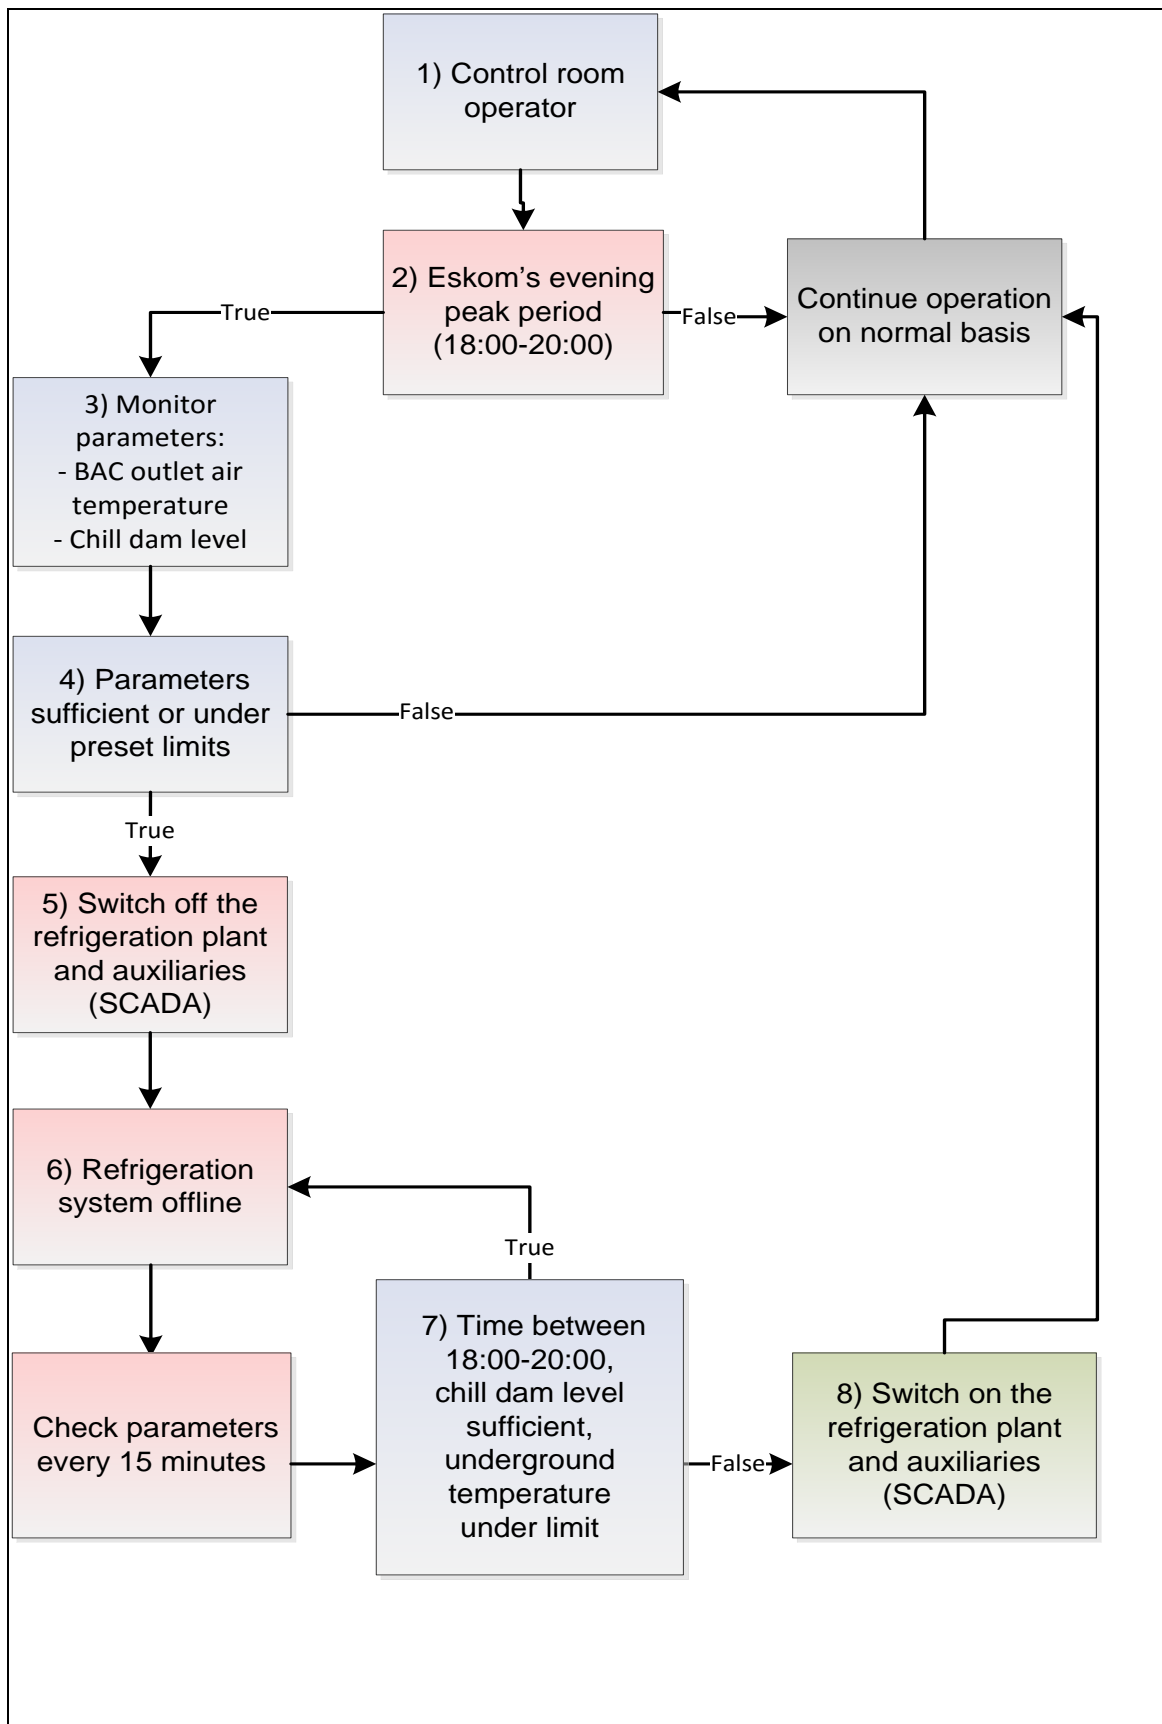 1) Control room
operator
2) Eskom’s evening
peak period
(18:00-20:00)
True
False
Continue operation
on normal basis
3) Monitor
parameters:
- BAC outlet air
temperature
- Chill dam level
4) Parameters
sufficient or under
preset limits
False
True
5) Switch off the
refrigeration plant
and auxiliaries
(SCADA)
6) Refrigeration
system offline
True
Check parameters
every 15 minutes
7) Time between
18:00-20:00,
chill dam level
sufficient,
underground
temperature
under limit
False
8) Switch on the
refrigeration plant
and auxiliaries
(SCADA)